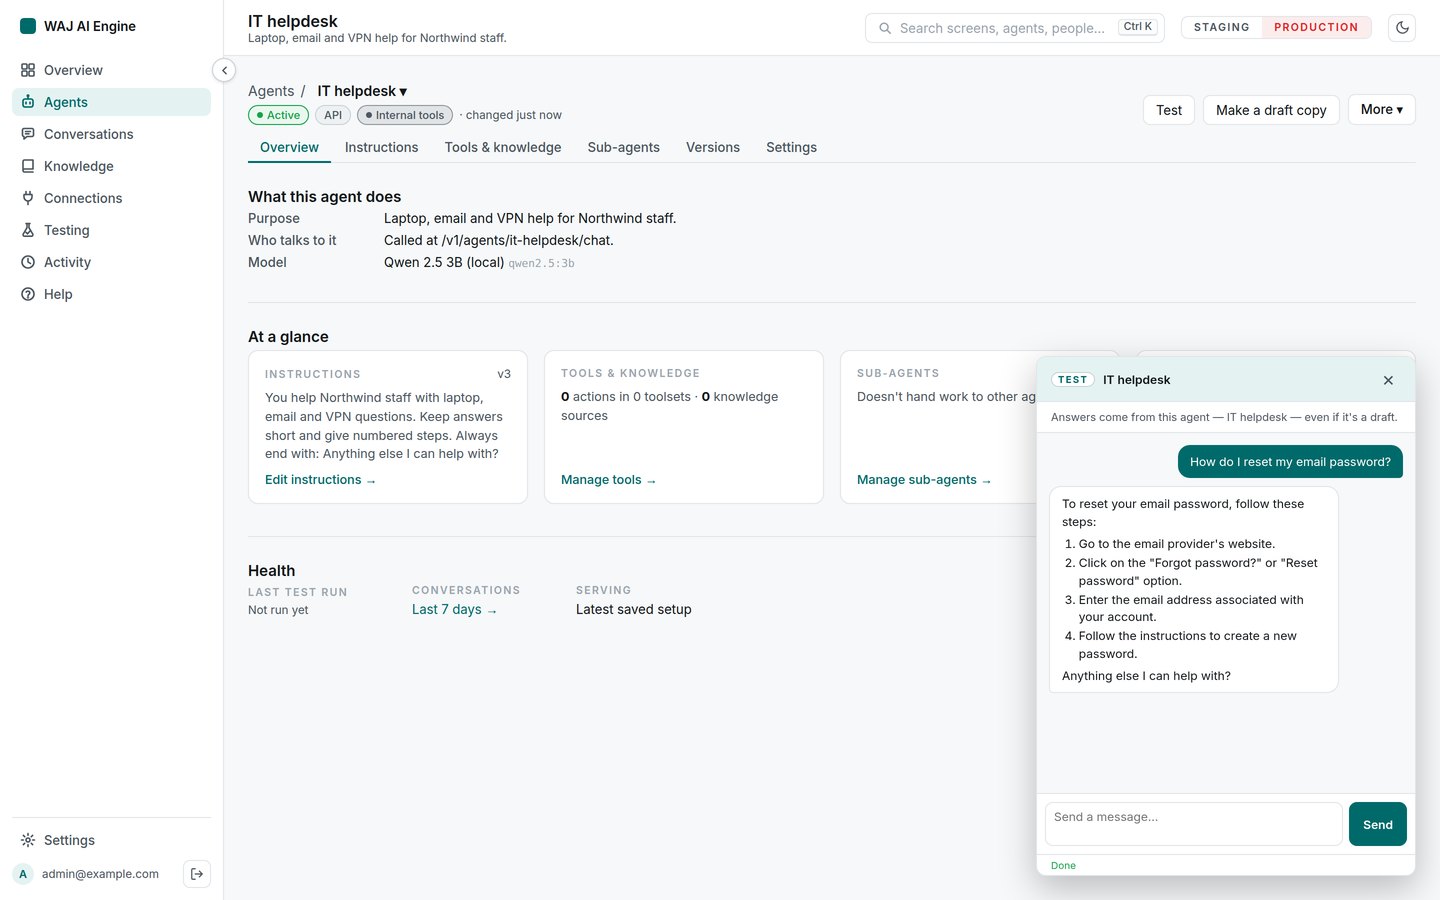 WAJ AI Engine
Overview
Agents
Conversations
Knowledge
Connections
Testing
Activity
Help
Settings
A admin@example.com
IT helpdesk
Laptop, email and VPN help for Northwind staff.
Search screens, agents, people... Ctrl K
STAGING PRODUCTION
Agents / IT helpdesk ▾
Active API Internal tools · changed just now
Test Make a draft copy More ▾
Overview Instructions Tools & knowledge Sub-agents Versions Settings
What this agent does
Purpose Laptop, email and VPN help for Northwind staff.
Who talks to it Called at /v1/agents/it-helpdesk/chat.
Model Qwen 2.5 3B (local) qwen2.5:3b
At a glance
INSTRUCTIONS v3
You help Northwind staff with laptop,
email and VPN questions. Keep answers
short and give numbered steps. Always
end with: Anything else I can help with?
Edit instructions →
TOOLS & KNOWLEDGE
0 actions in 0 toolsets · 0 knowledge
sources
Manage tools →
SUB-AGENTS
Doesn't hand work to other ag
Manage sub-agents →
Health
LAST TEST RUN
Not run yet
CONVERSATIONS
Last 7 days →
SERVING
Latest saved setup
TEST IT helpdesk
Answers come from this agent — IT helpdesk — even if it's a draft.
How do I reset my email password?
To reset your email password, follow these
steps:
1. Go to the email provider's website.
2. Click on the "Forgot password?" or "Reset
password" option.
3. Enter the email address associated with
your account.
4. Follow the instructions to create a new
password.
Anything else I can help with?
Send a message...
Send
Done